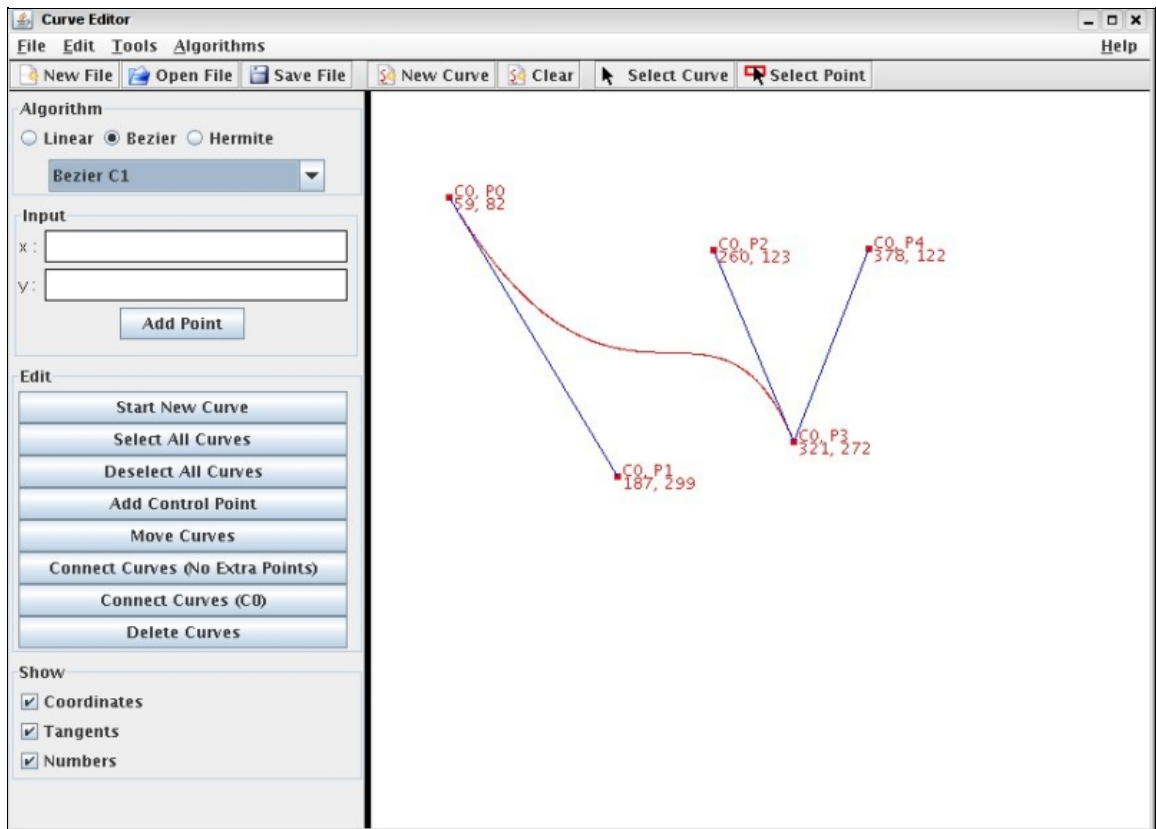 Curve Editor
File Edit Tools Algorithms Help
New File Open File Save File New Curve Clear Select Curve Select Point
Algorithm
Linear Bezier Hermite
Bezier C1
Input
x :
y :
Add Point
Edit
Start New Curve
Select All Curves
Deselect All Curves
Add Control Point
Move Curves
Connect Curves (No Extra Points)
Connect Curves (C0)
Delete Curves
Show
Coordinates
Tangents
Numbers
C0, P0
59, 82
C0, P2
260, 123
C0, P4
378, 122
C0, P3
321, 272
C0, P1
187, 299